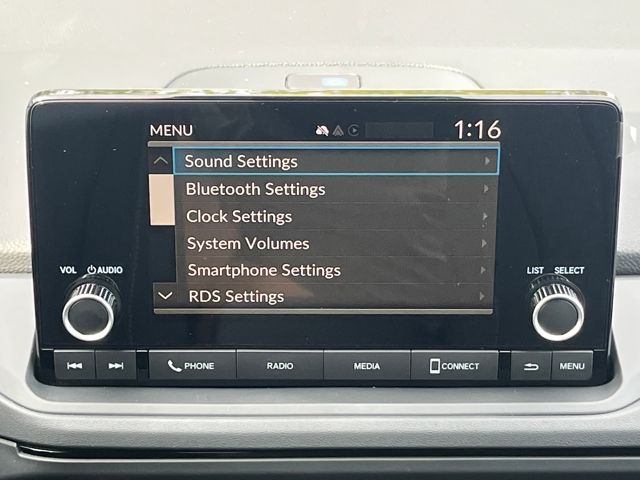 MENU 1:16
Sound Settings
Bluetooth Settings
Clock Settings
System Volumes
Smartphone Settings
RDS Settings
VOL AUDIO LIST SELECT
PHONE RADIO MEDIA CONNECT MENU